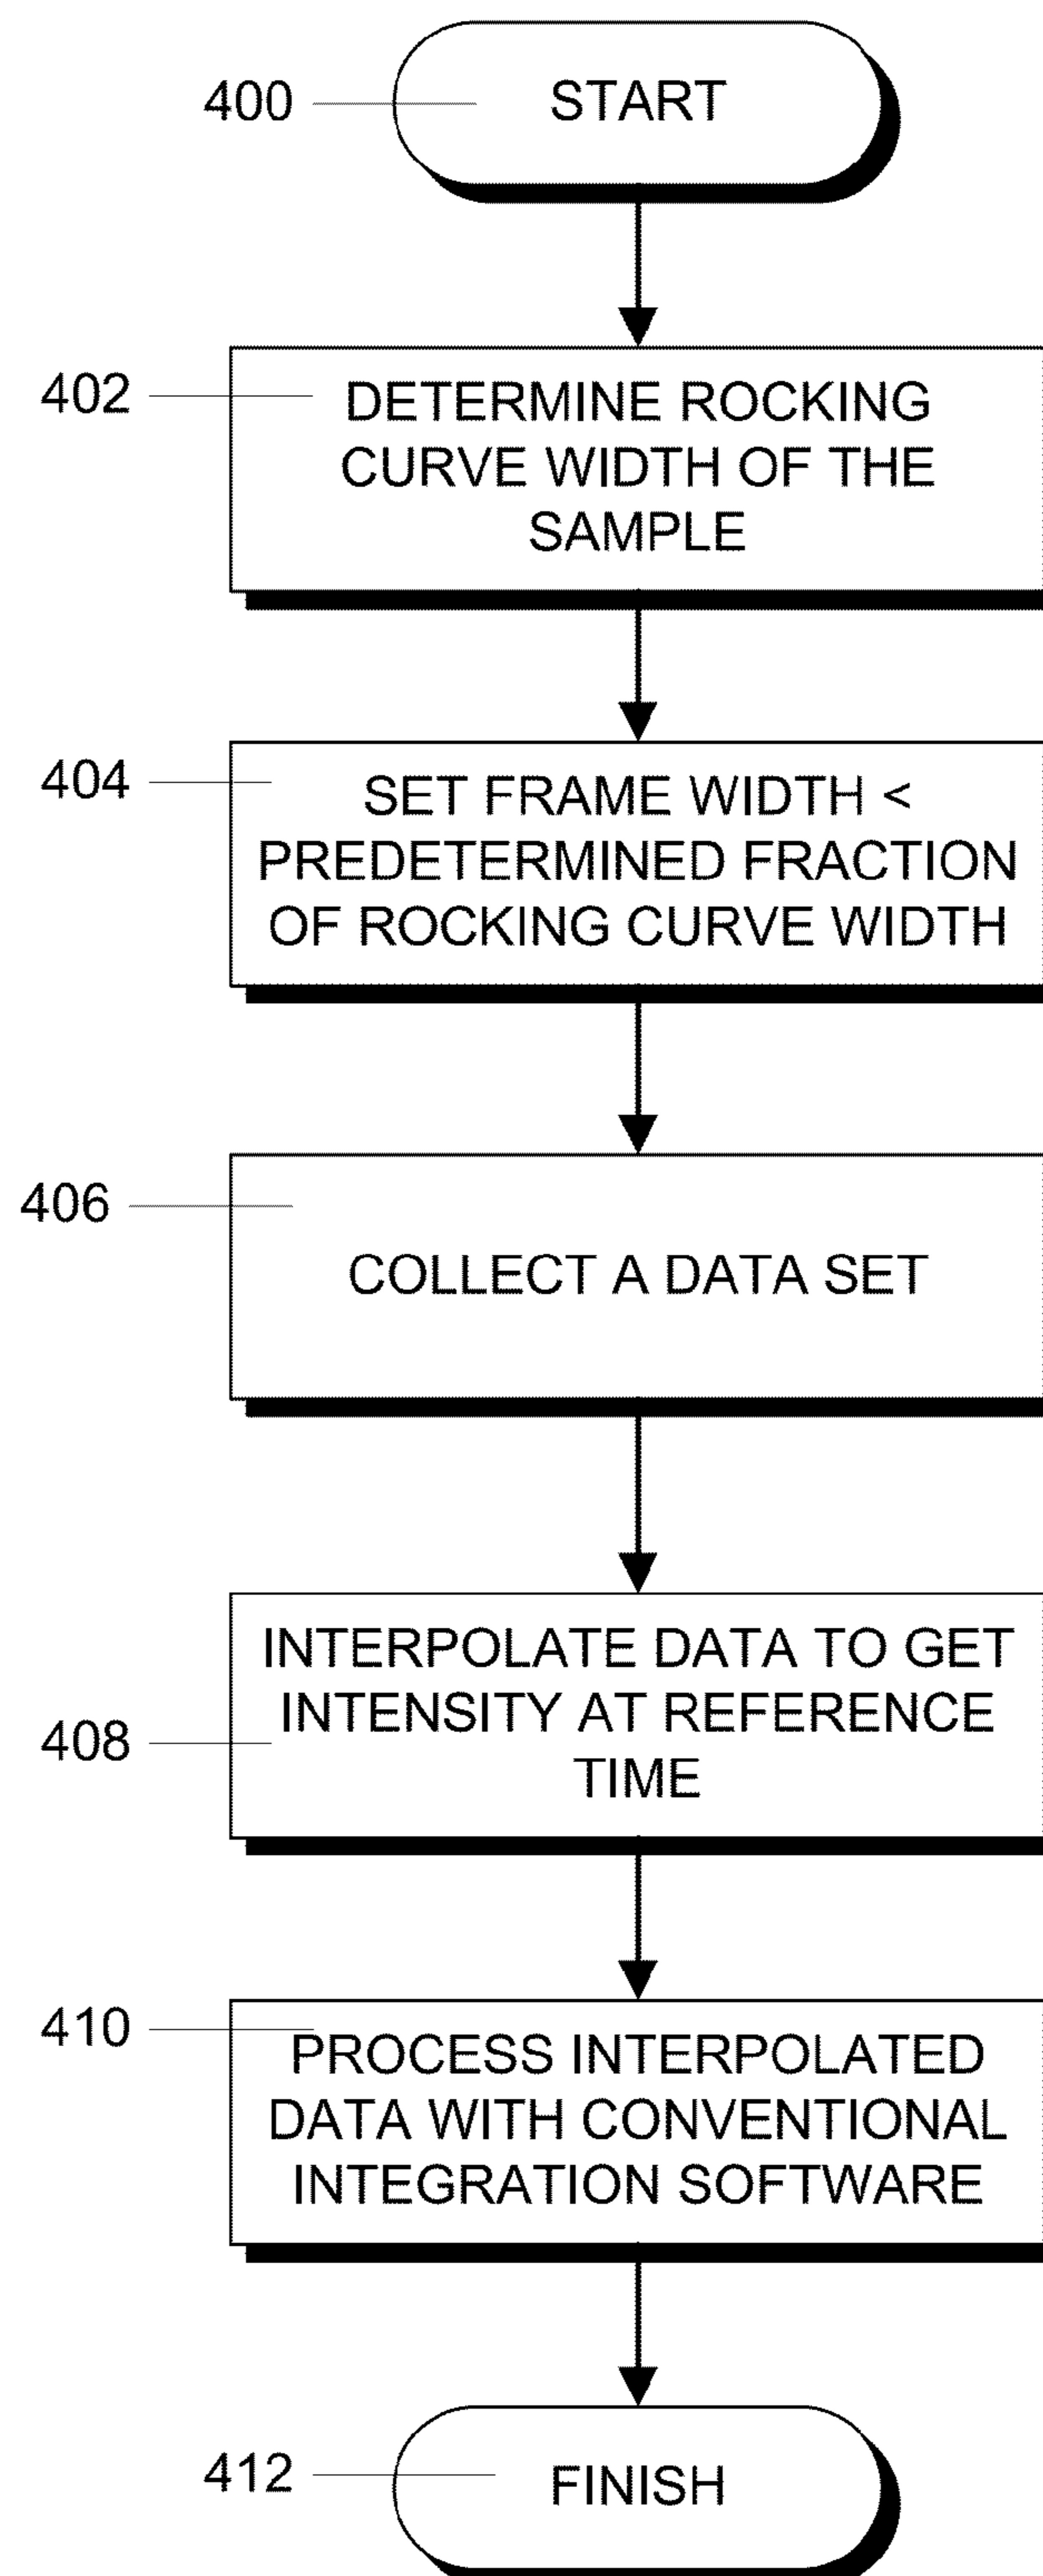 400
START
402
DETERMINE ROCKING
CURVE WIDTH OF THE
SAMPLE
404
SET FRAME WIDTH <
PREDETERMINED FRACTION
OF ROCKING CURVE WIDTH
406
COLLECT A DATA SET
408
INTERPOLATE DATA TO GET
INTENSITY AT REFERENCE
TIME
410
PROCESS INTERPOLATED
DATA WITH CONVENTIONAL
INTEGRATION SOFTWARE
412
FINISH